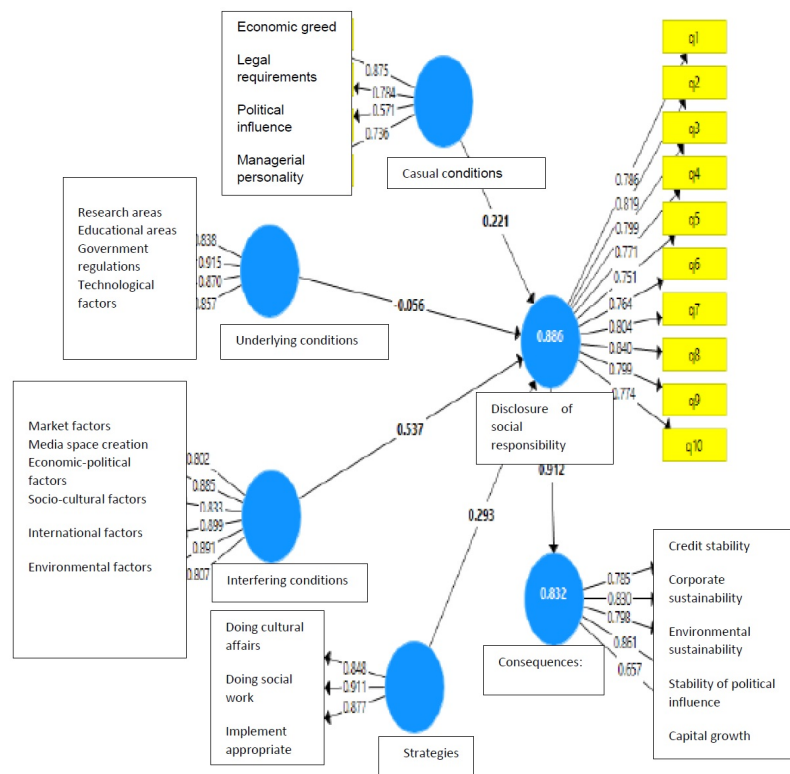 Economic greed
Legal
requirements
Political
influence
Managerial
personality
0.875
0.784
0.571
0.736
Casual conditions
0.221
q1
q2
q3
q4
q5
q6
q7
q8
q9
q10
0.786
0.819
0.799
0.771
0.751
0.764
0.804
0.840
0.799
0.774
Research areas
Educational areas
Government
regulations
Technological
factors
0.838
0.915
0.870
0.857
Underlying conditions
-0.056
0.886
Disclosure of
social
responsibility
Market factors
Media space creation
Economic-political
factors
Socio-cultural factors
International factors
Environmental factors
0.802
0.885
0.833
0.899
0.891
0.807
Interfering conditions
0.537
0.293
0.912
Doing cultural
affairs
Doing social
work
Implement
appropriate
0.848
0.911
0.877
Strategies
0.832
Consequences:
0.785
0.830
0.798
0.861
0.657
Credit stability
Corporate
sustainability
Environmental
sustainability
Stability of political
influence
Capital growth